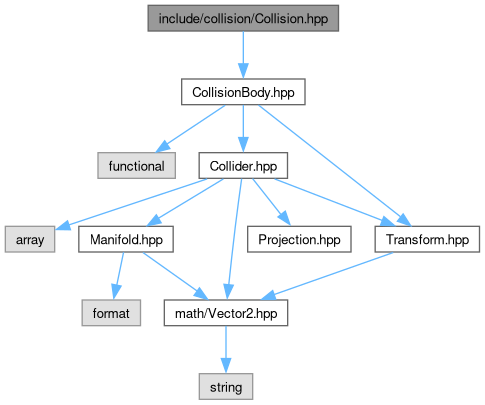 include/collision/Collision.hpp
CollisionBody.hpp
functional
Collider.hpp
array
Manifold.hpp
Projection.hpp
Transform.hpp
format
math/Vector2.hpp
string